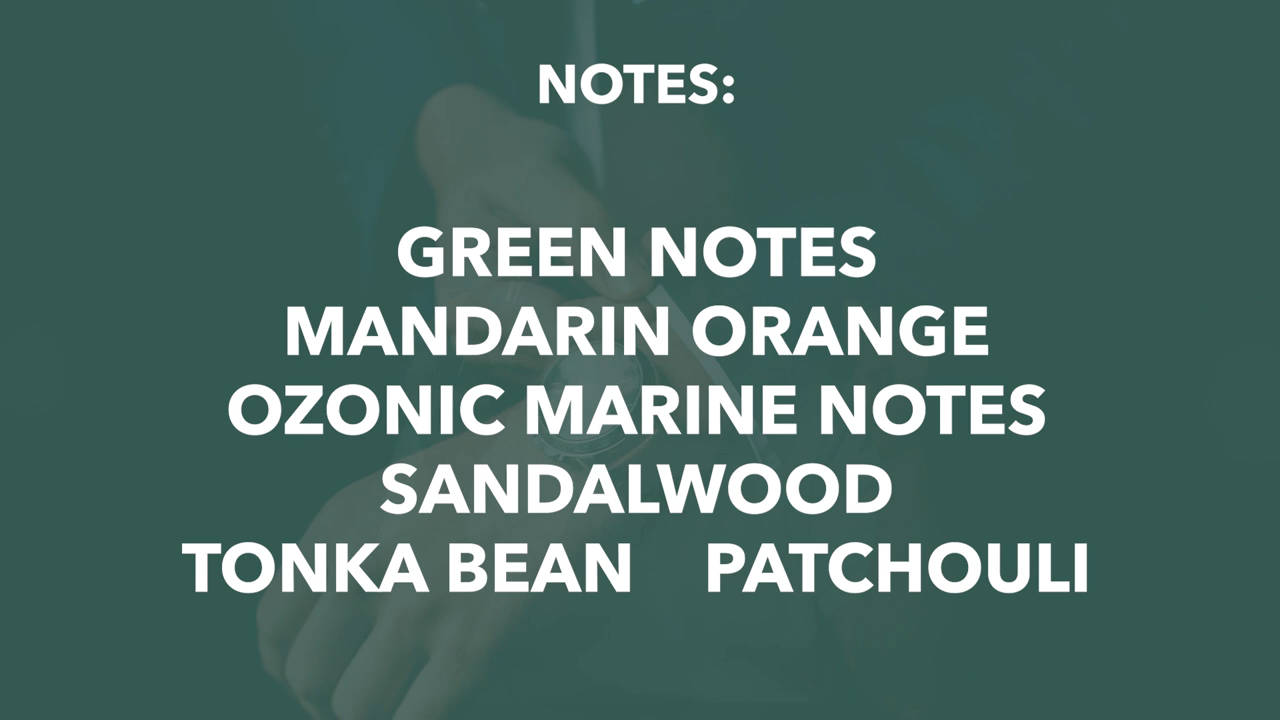 NOTES:
GREEN NOTES
MANDARIN ORANGE
OZONIC MARINE NOTES
SANDALWOOD
TONKA BEAN    PATCHOULI